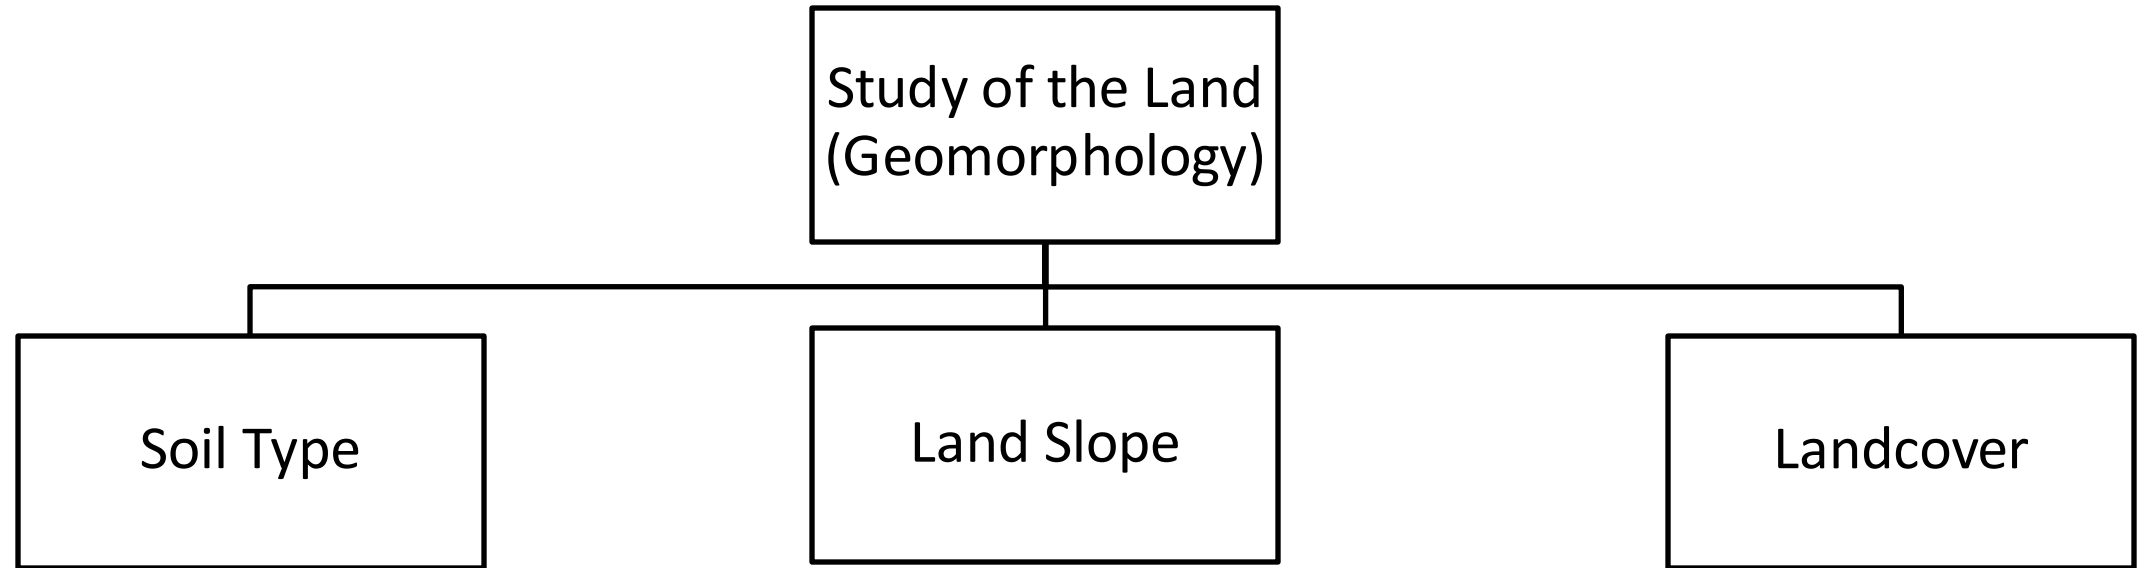 Study of the Land
(Geomorphology)
Soil Type
Land Slope
Landcover